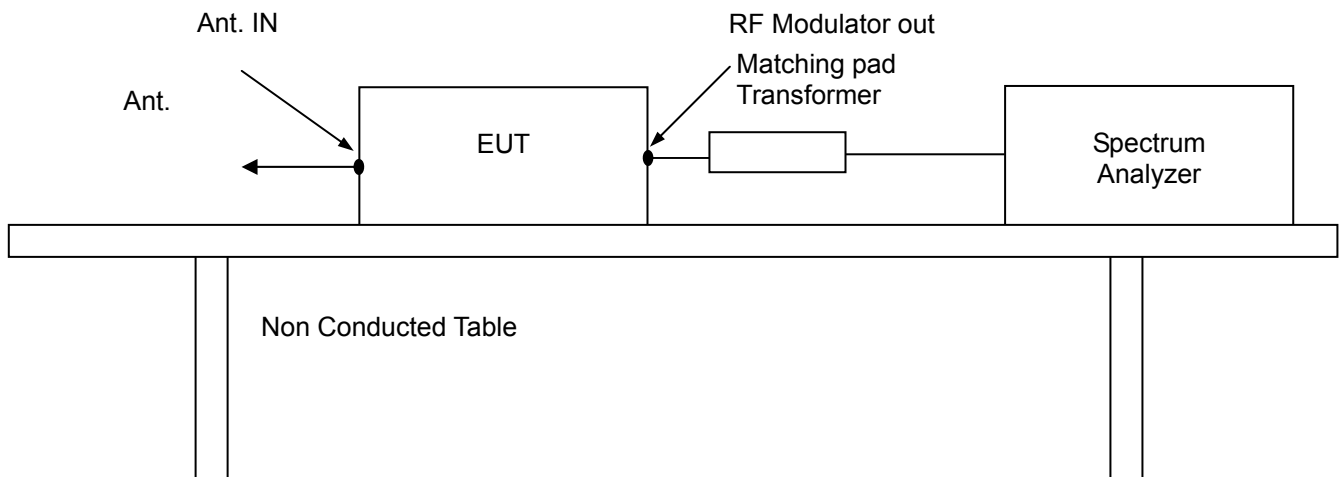 Ant. IN
RF Modulator out
Matching pad
Transformer
Ant.
EUT
Spectrum
Analyzer
Non Conducted Table